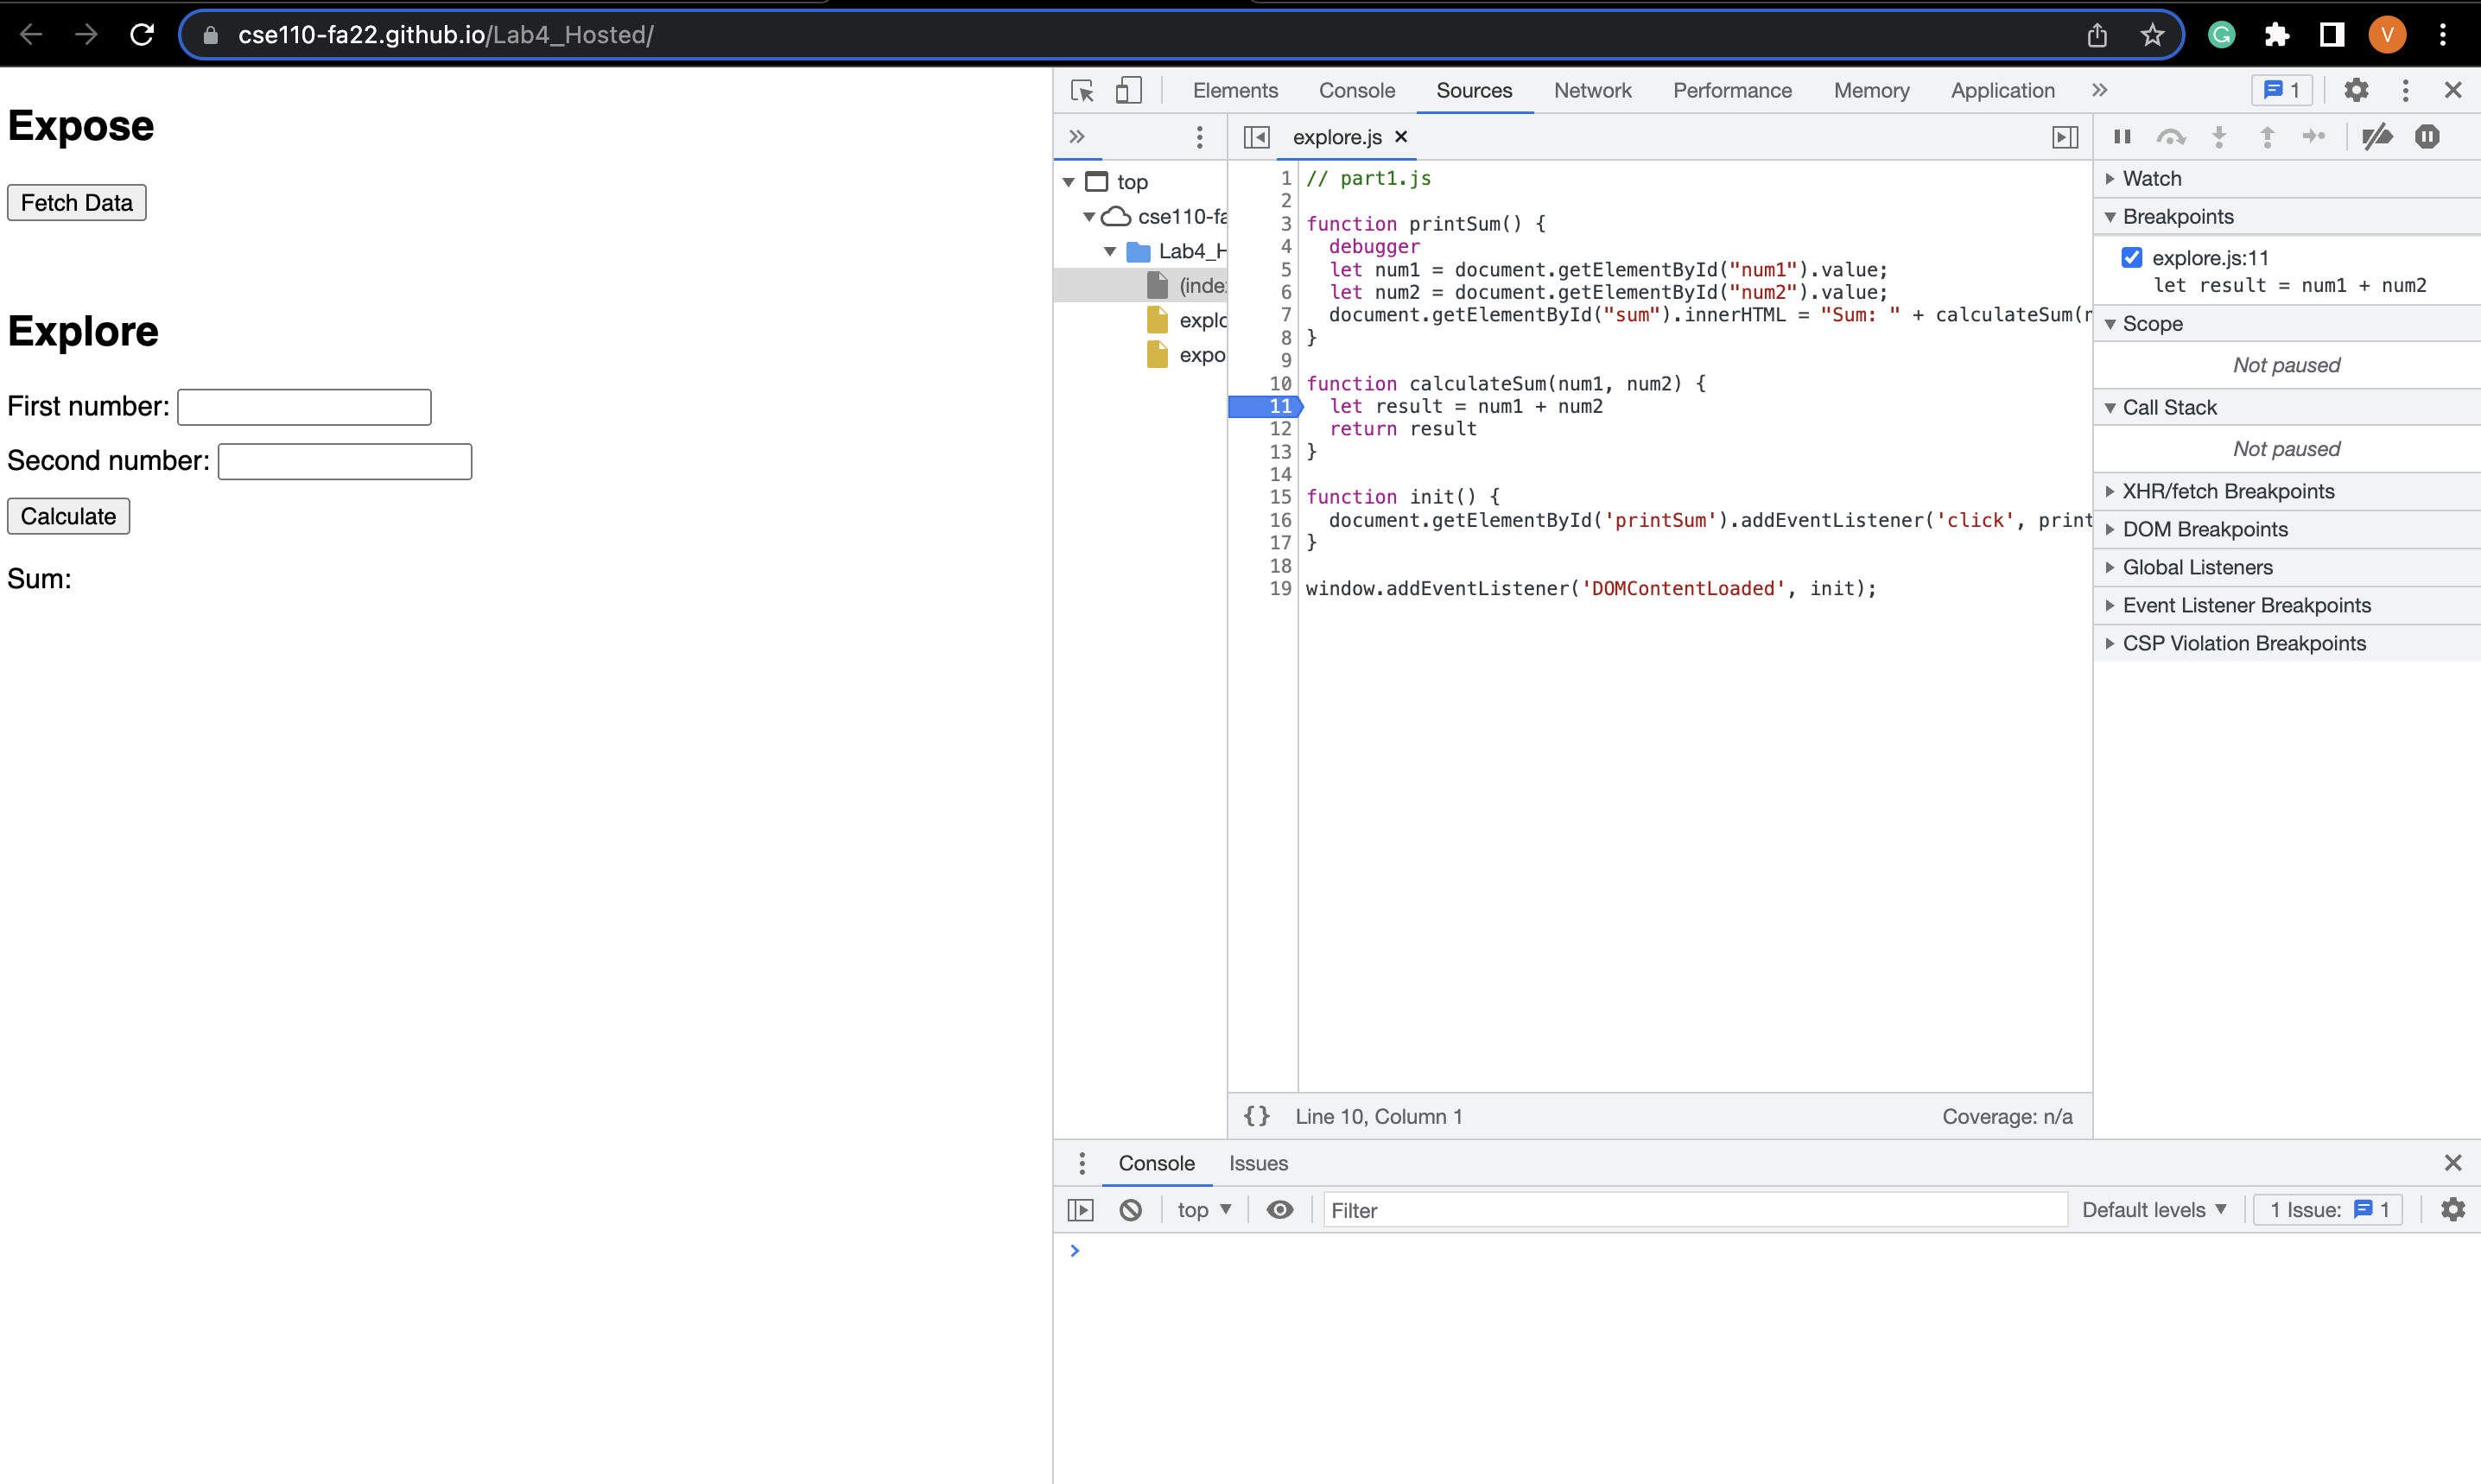 cse110-fa22.github.io/Lab4_Hosted/
V
Expose
Fetch Data
Explore
First number:
Second number:
Calculate
Sum:
Elements Console Sources Network Performance Memory Application » 1
»
explore.js ×
top
cse110-fa
Lab4_H
(inde
explo
expo
1 // part1.js
2
3 function printSum() {
4 debugger
5 let num1 = document.getElementById("num1").value;
6 let num2 = document.getElementById("num2").value;
7 document.getElementById("sum").innerHTML = "Sum: " + calculateSum(n
8 }
9
10 function calculateSum(num1, num2) {
11 let result = num1 + num2
12 return result
13 }
14
15 function init() {
16 document.getElementById('printSum').addEventListener('click', print
17 }
18
19 window.addEventListener('DOMContentLoaded', init);
{} Line 10, Column 1 Coverage: n/a
Watch
Breakpoints
explore.js:11
let result = num1 + num2
Scope
Not paused
Call Stack
Not paused
XHR/fetch Breakpoints
DOM Breakpoints
Global Listeners
Event Listener Breakpoints
CSP Violation Breakpoints
Console Issues
top Filter Default levels 1 Issue: 1